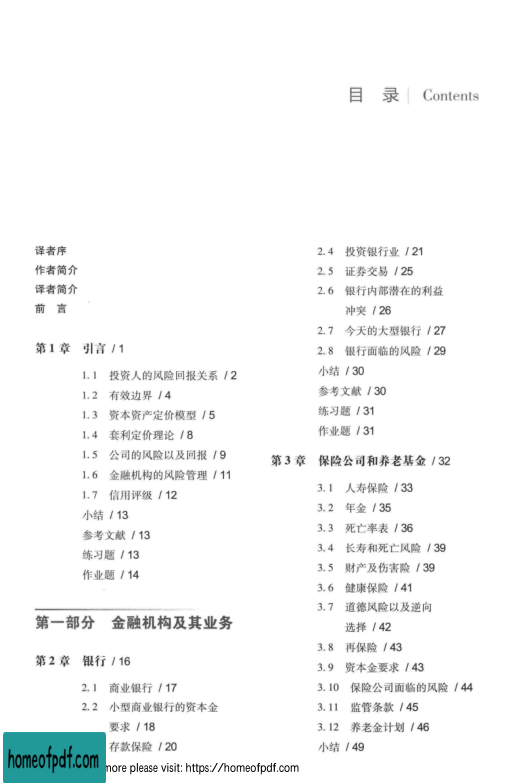 目 录 | Contents
译者序
作者简介
译者简介
前 言
第1章 引言 / 1
1.1 投资人的风险回报关系 / 2
1.2 有效边界 / 4
1.3 资本资产定价模型 / 5
1.4 套利定价理论 / 8
1.5 公司的风险以及回报 / 9
1.6 金融机构的风险管理 / 11
1.7 信用评级 / 12
小结 / 13
参考文献 / 13
练习题 / 13
作业题 / 14
第一部分 金融机构及其业务
第2章 银行 / 16
2.1 商业银行 / 17
2.2 小型商业银行的资本金
要求 / 18
存款保险 / 20
2.4 投资银行业 / 21
2.5 证券交易 / 25
2.6 银行内部潜在的利益
冲突 / 26
2.7 今天的大型银行 / 27
2.8 银行面临的风险 / 29
小结 / 30
参考文献 / 30
练习题 / 31
作业题 / 31
第3章 保险公司和养老基金 / 32
3.1 人寿保险 / 33
3.2 年金 / 35
3.3 死亡率表 / 36
3.4 长寿和死亡风险 / 39
3.5 财产及伤害险 / 39
3.6 健康保险 / 41
3.7 道德风险以及逆向
选择 / 42
3.8 再保险 / 43
3.9 资本金要求 / 43
3.10 保险公司面临的风险 / 44
3.11 监管条款 / 45
3.12 养老金计划 / 46
小结 / 49
homeofpdf.com
more please visit: https://homeofpdf.com